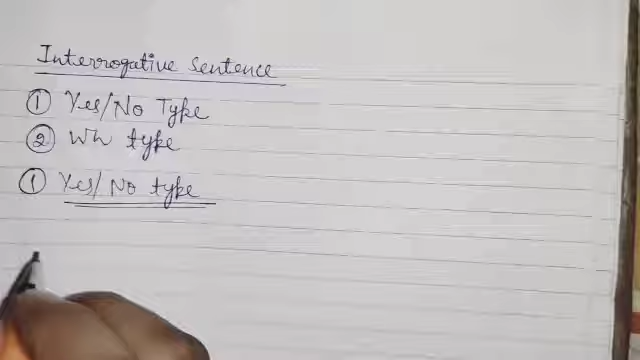 Interrogative Sentence
① Yes/No Type
② Wh type
① Yes/No type